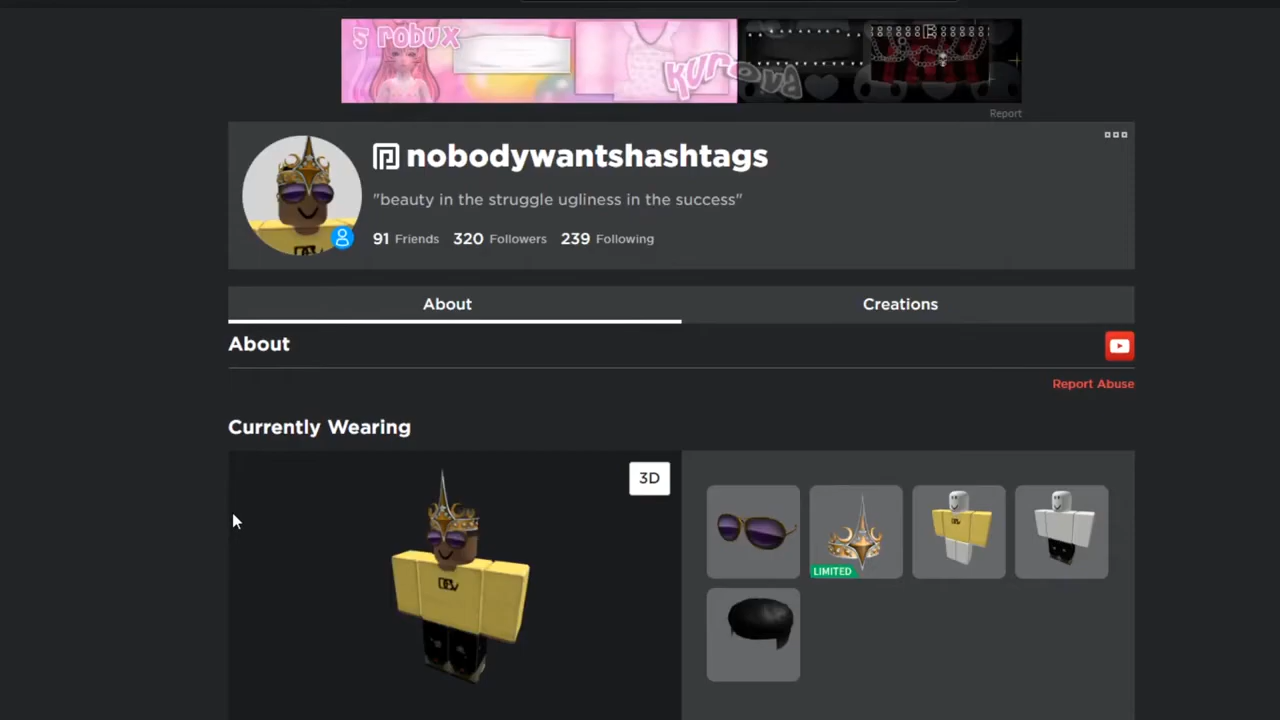 5 ROBUX
KUROVA
Report
nobodywantshashtags
"beauty in the struggle ugliness in the success"
91 Friends 320 Followers 239 Following
About Creations
About
Report Abuse
Currently Wearing
3D
LIMITED